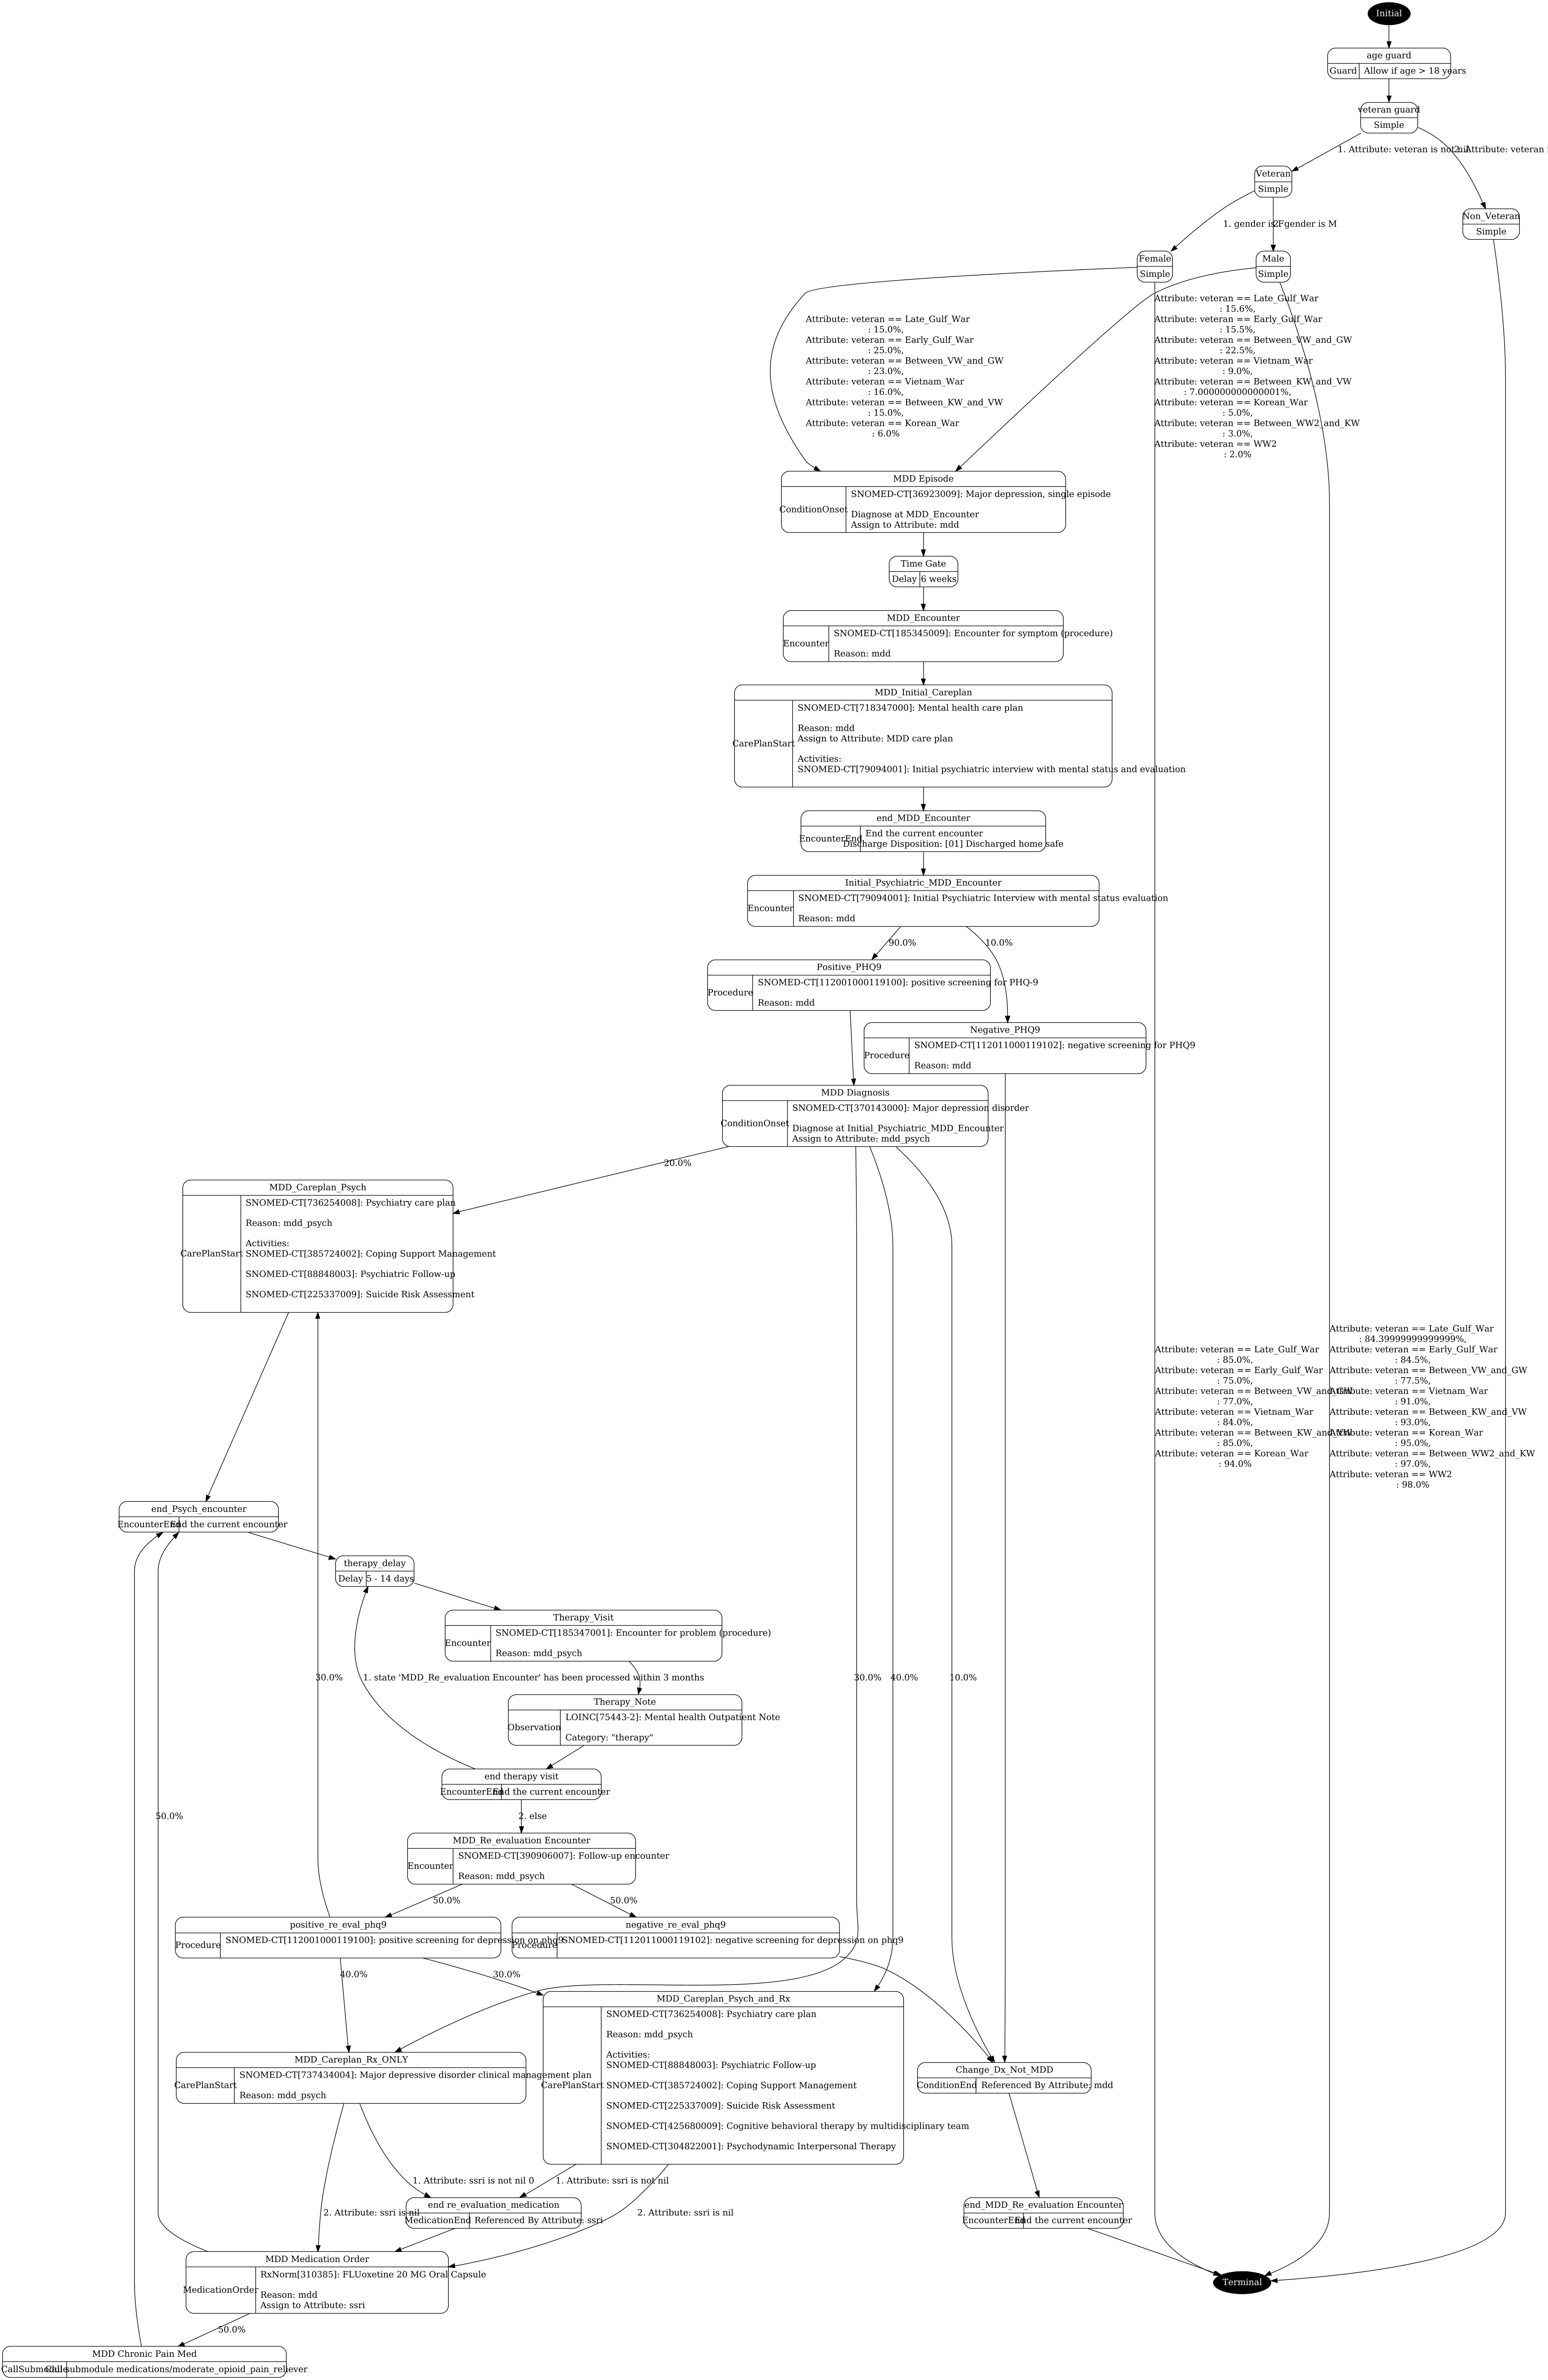 Initial
age guard
Guard Allow if age > 18 years
veteran guard
Simple
1. Attribute: veteran is not nil
2. Attribute: veteran
Veteran
Simple
Non_Veteran
Simple
1. gender is F
2. gender is M
Female
Simple
Male
Simple
Attribute: veteran == Late_Gulf_War
: 15.0%,
Attribute: veteran == Early_Gulf_War
: 25.0%,
Attribute: veteran == Between_VW_and_GW
: 23.0%,
Attribute: veteran == Vietnam_War
: 16.0%,
Attribute: veteran == Between_KW_and_VW
: 15.0%,
Attribute: veteran == Korean_War
: 6.0%
Attribute: veteran == Late_Gulf_War
: 15.6%,
Attribute: veteran == Early_Gulf_War
: 15.5%,
Attribute: veteran == Between_VW_and_GW
: 22.5%,
Attribute: veteran == Vietnam_War
: 9.0%,
Attribute: veteran == Between_KW_and_VW
: 7.000000000000001%,
Attribute: veteran == Korean_War
: 5.0%,
Attribute: veteran == Between_WW2_and_KW
: 3.0%,
Attribute: veteran == WW2
: 2.0%
MDD Episode
ConditionOnset
SNOMED-CT[36923009]: Major depression, single episode
Diagnose at MDD_Encounter
Assign to Attribute: mdd
Time Gate
Delay 6 weeks
MDD_Encounter
Encounter
SNOMED-CT[185345009]: Encounter for symptom (procedure)
Reason: mdd
MDD_Initial_Careplan
CarePlanStart
SNOMED-CT[718347000]: Mental health care plan
Reason: mdd
Assign to Attribute: MDD care plan
Activities:
SNOMED-CT[79094001]: Initial psychiatric interview with mental status and evaluation
end_MDD_Encounter
EncounterEnd
End the current encounter
Discharge Disposition: [01] Discharged home safe
Initial_Psychiatric_MDD_Encounter
Encounter
SNOMED-CT[79094001]: Initial Psychiatric Interview with mental status evaluation
Reason: mdd
90.0%
10.0%
Positive_PHQ9
Procedure
SNOMED-CT[112001000119100]: positive screening for PHQ-9
Reason: mdd
Negative_PHQ9
Procedure
SNOMED-CT[112011000119102]: negative screening for PHQ9
Reason: mdd
MDD Diagnosis
ConditionOnset
SNOMED-CT[370143000]: Major depression disorder
Diagnose at Initial_Psychiatric_MDD_Encounter
Assign to Attribute: mdd_psych
20.0%
MDD_Careplan_Psych
CarePlanStart
SNOMED-CT[736254008]: Psychiatry care plan
Reason: mdd_psych
Activities:
SNOMED-CT[385724002]: Coping Support Management
SNOMED-CT[88848003]: Psychiatric Follow-up
SNOMED-CT[225337009]: Suicide Risk Assessment
Attribute: veteran == Late_Gulf_War
: 85.0%,
Attribute: veteran == Early_Gulf_War
: 75.0%,
Attribute: veteran == Between_VW_and_GW
: 77.0%,
Attribute: veteran == Vietnam_War
: 84.0%,
Attribute: veteran == Between_KW_and_VW
: 85.0%,
Attribute: veteran == Korean_War
: 94.0%
Attribute: veteran == Late_Gulf_War
: 84.39999999999999%,
Attribute: veteran == Early_Gulf_War
: 84.5%,
Attribute: veteran == Between_VW_and_GW
: 77.5%,
Attribute: veteran == Vietnam_War
: 91.0%,
Attribute: veteran == Between_KW_and_VW
: 93.0%,
Attribute: veteran == Korean_War
: 95.0%,
Attribute: veteran == Between_WW2_and_KW
: 97.0%,
Attribute: veteran == WW2
: 98.0%
end_Psych_encounter
EncounterEnd End the current encounter
therapy_delay
Delay 5 - 14 days
Therapy_Visit
Encounter
SNOMED-CT[185347001]: Encounter for problem (procedure)
Reason: mdd_psych
30.0%
1. state 'MDD_Re_evaluation Encounter' has been processed within 3 months
30.0%
40.0%
10.0%
Therapy_Note
Observation
LOINC[75443-2]: Mental health Outpatient Note
Category: "therapy"
end therapy visit
EncounterEnd End the current encounter
50.0%
2. else
MDD_Re_evaluation Encounter
Encounter
SNOMED-CT[390906007]: Follow-up encounter
Reason: mdd_psych
50.0%
50.0%
positive_re_eval_phq9
Procedure
SNOMED-CT[112001000119100]: positive screening for depression on phq9
negative_re_eval_phq9
Procedure
SNOMED-CT[112011000119102]: negative screening for depression on phq9
40.0%
30.0%
MDD_Careplan_Psych_and_Rx
CarePlanStart
SNOMED-CT[736254008]: Psychiatry care plan
Reason: mdd_psych
Activities:
SNOMED-CT[88848003]: Psychiatric Follow-up
SNOMED-CT[385724002]: Coping Support Management
SNOMED-CT[225337009]: Suicide Risk Assessment
SNOMED-CT[425680009]: Cognitive behavioral therapy by multidisciplinary team
SNOMED-CT[304822001]: Psychodynamic Interpersonal Therapy
MDD_Careplan_Rx_ONLY
CarePlanStart
SNOMED-CT[737434004]: Major depressive disorder clinical management plan
Reason: mdd_psych
Change_Dx_Not_MDD
ConditionEnd Referenced By Attribute: mdd
1. Attribute: ssri is not nil 0
1. Attribute: ssri is not nil
end re_evaluation_medication
MedicationEnd Referenced By Attribute: ssri
2. Attribute: ssri is nil
2. Attribute: ssri is nil
end_MDD_Re_evaluation Encounter
EncounterEnd End the current encounter
MDD Medication Order
MedicationOrder
RxNorm[310385]: FLUoxetine 20 MG Oral Capsule
Reason: mdd
Assign to Attribute: ssri
Terminal
50.0%
MDD Chronic Pain Med
CallSubmodule Call submodule medications/moderate_opioid_pain_reliever